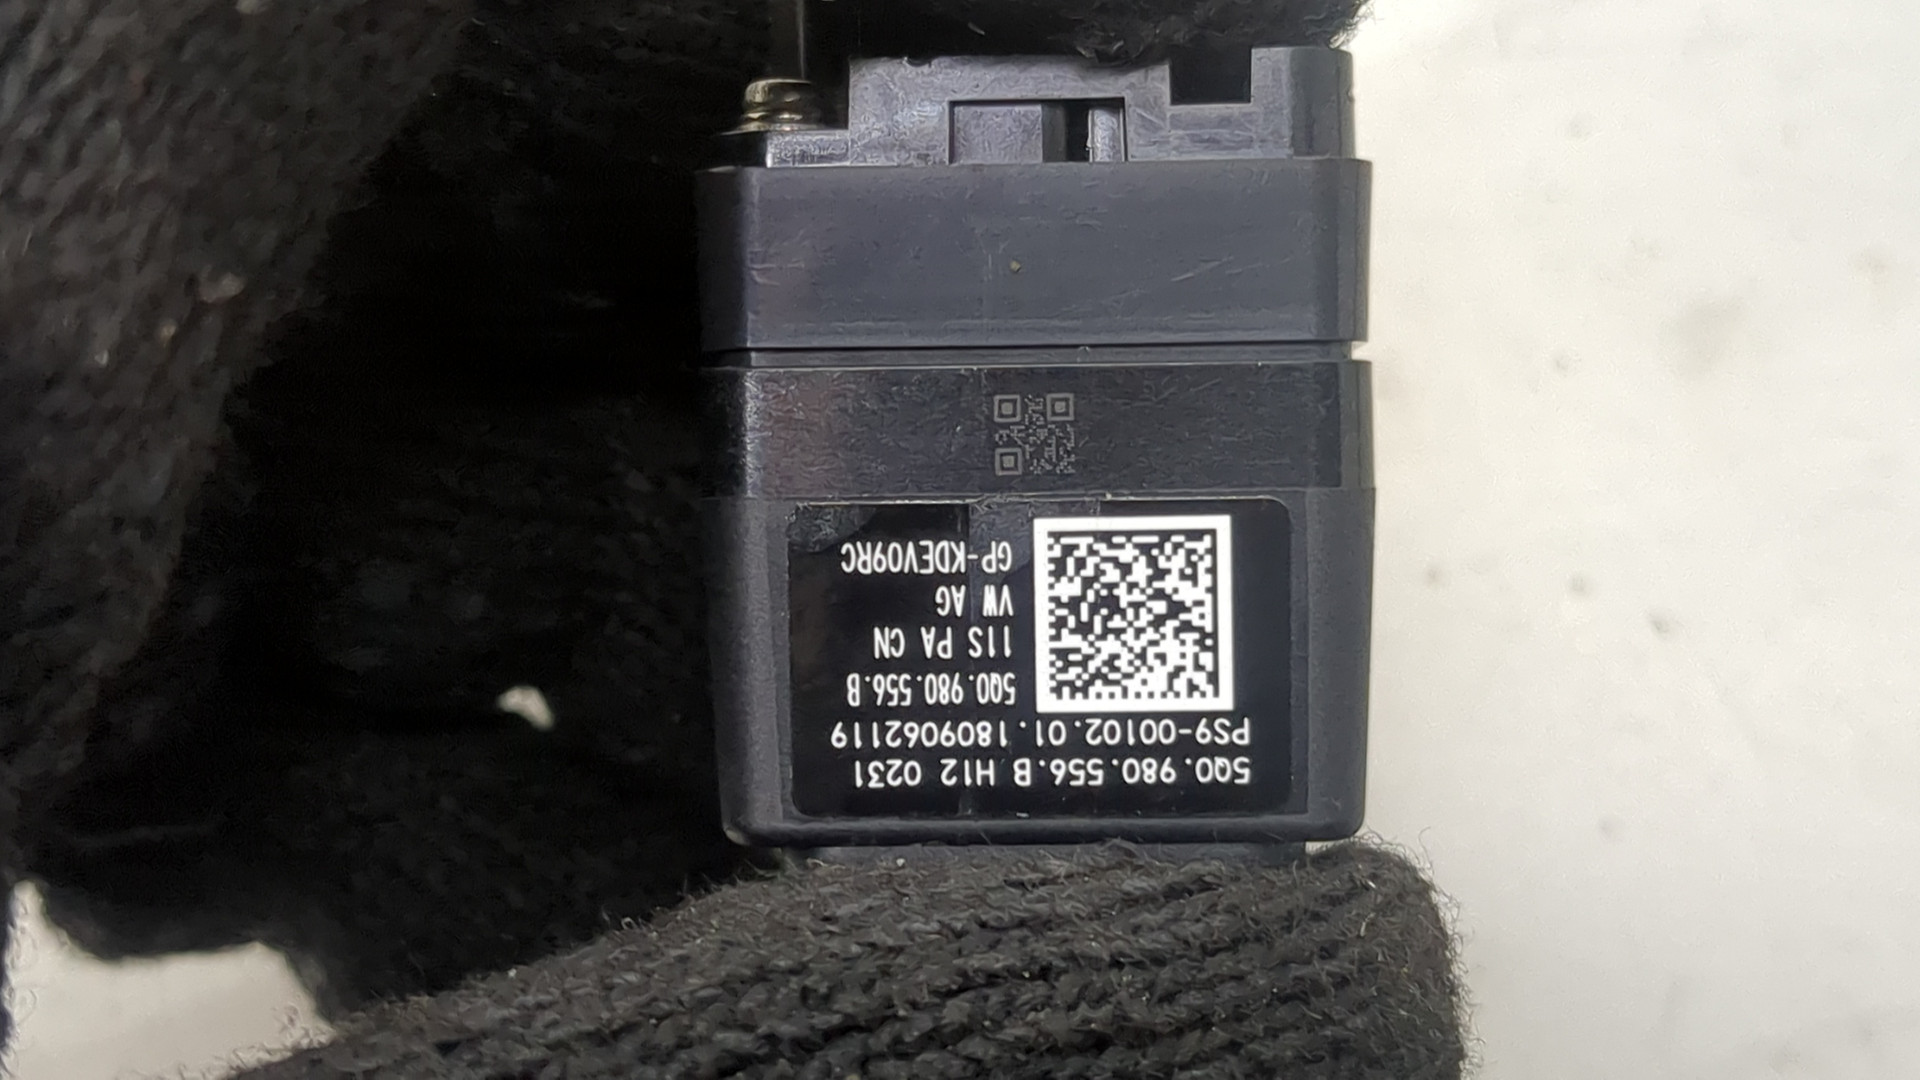 5Q0.980.556.B H12 0231
PS9-00102.01.1809062119
5Q0.980.556.B
11S PA CN
VW AG
GP-KDEV09RC